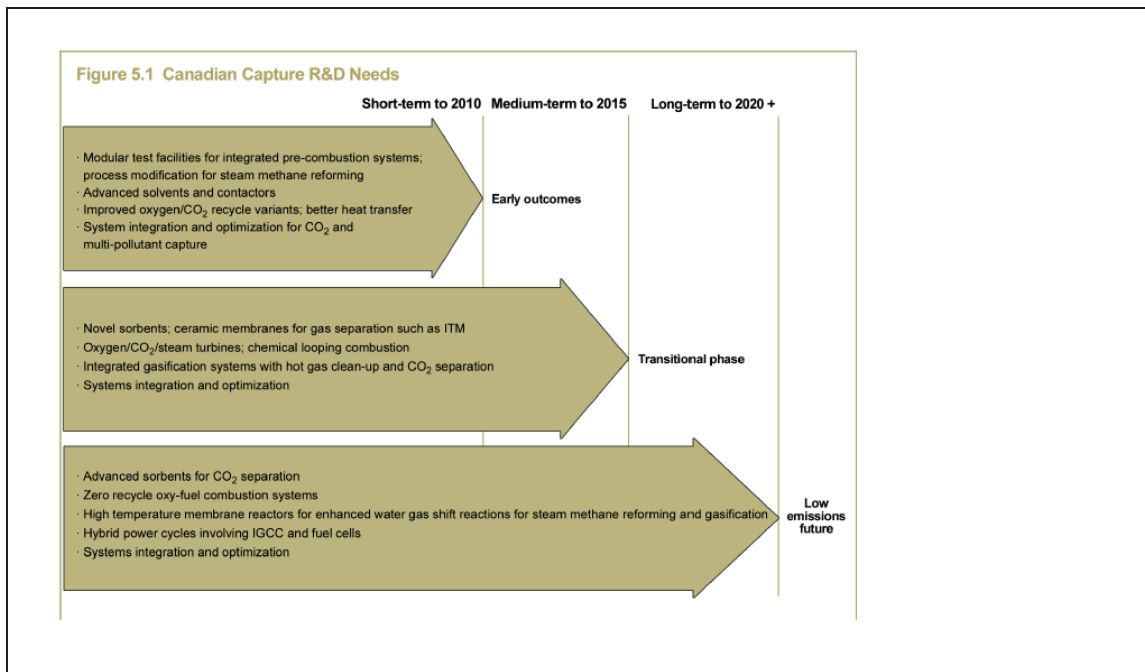 Figure 5.1 Canadian Capture R&D Needs
Short-term to 2010 Medium-term to 2015 Long-term to 2020 +
· Modular test facilities for integrated pre-combustion systems;
process modification for steam methane reforming
· Advanced solvents and contactors
· Improved oxygen/CO2 recycle variants; better heat transfer
· System integration and optimization for CO2 and
multi-pollutant capture
Early outcomes
· Novel sorbents; ceramic membranes for gas separation such as ITM
· Oxygen/CO2/steam turbines; chemical looping combustion
· Integrated gasification systems with hot gas clean-up and CO2 separation
· Systems integration and optimization
Transitional phase
· Advanced sorbents for CO2 separation
· Zero recycle oxy-fuel combustion systems
· High temperature membrane reactors for enhanced water gas shift reactions for steam methane reforming and gasification
· Hybrid power cycles involving IGCC and fuel cells
· Systems integration and optimization
Low
emissions
future